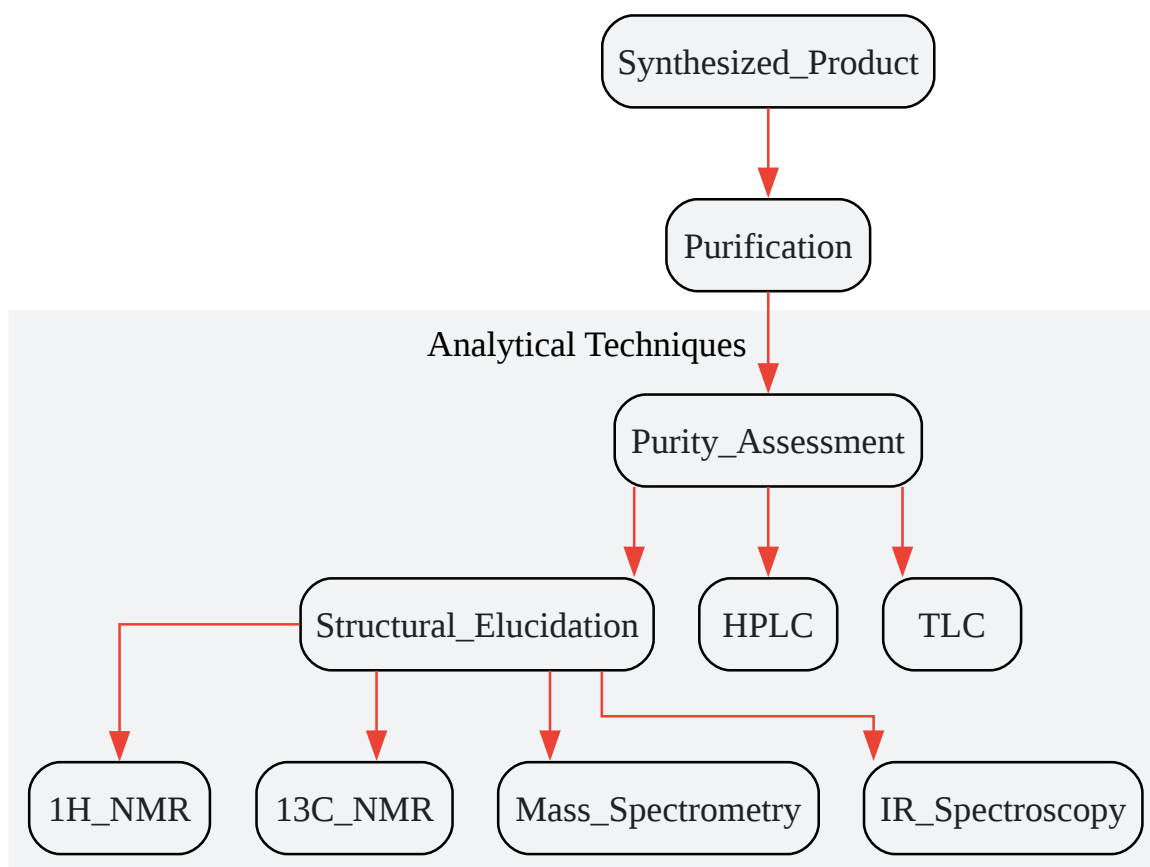 Synthesized_Product
Purification
Analytical Techniques
Purity_Assessment
Structural_Elucidation
HPLC
TLC
1H_NMR
13C_NMR
Mass_Spectrometry
IR_Spectroscopy